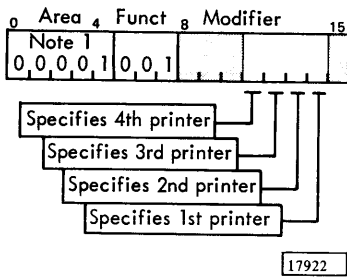 0 Area 4 Funct 8 Modifier 15
Note 1
0 0 0 0 1 0 0 1
Specifies 4th printer
Specifies 3rd printer
Specifies 2nd printer
Specifies 1st printer
17922